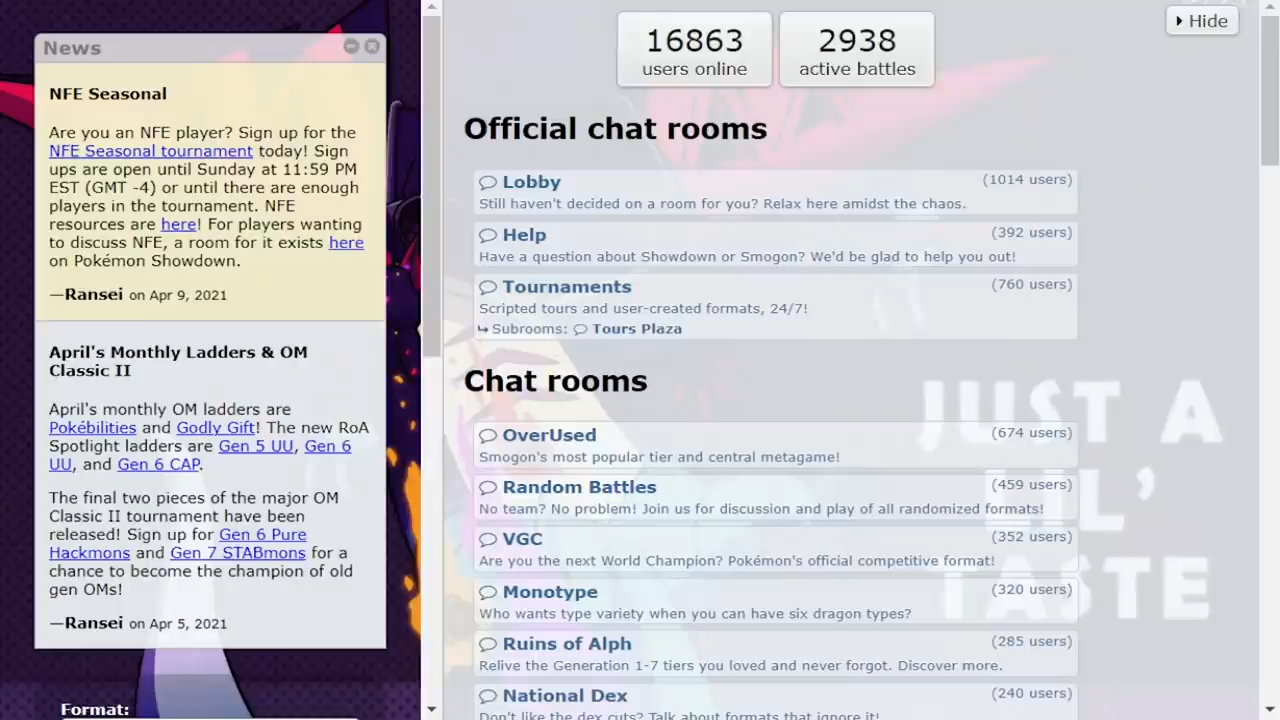 News
NFE Seasonal
Are you an NFE player? Sign up for the
NFE Seasonal tournament today! Sign
ups are open until Sunday at 11:59 PM
EST (GMT -4) or until there are enough
players in the tournament. NFE
resources are here! For players wanting
to discuss NFE, a room for it exists here
on Pokémon Showdown.
—Ransei on Apr 9, 2021
April's Monthly Ladders & OM
Classic II
April's monthly OM ladders are
Pokébilities and Godly Gift! The new RoA
Spotlight ladders are Gen 5 UU, Gen 6
UU, and Gen 6 CAP.
The final two pieces of the major OM
Classic II tournament have been
released! Sign up for Gen 6 Pure
Hackmons and Gen 7 STABmons for a
chance to become the champion of old
gen OMs!
—Ransei on Apr 5, 2021
Format:
16863
users online
2938
active battles
Hide
Official chat rooms
Lobby (1014 users)
Still haven't decided on a room for you? Relax here amidst the chaos.
Help (392 users)
Have a question about Showdown or Smogon? We'd be glad to help you out!
Tournaments (760 users)
Scripted tours and user-created formats, 24/7!
Subrooms: Tours Plaza
Chat rooms
OverUsed (674 users)
Smogon's most popular tier and central metagame!
Random Battles (459 users)
No team? No problem! Join us for discussion and play of all randomized formats!
VGC (352 users)
Are you the next World Champion? Pokémon's official competitive format!
Monotype (320 users)
Who wants type variety when you can have six dragon types?
Ruins of Alph (285 users)
Relive the Generation 1-7 tiers you loved and never forgot. Discover more.
National Dex (240 users)
Don't like the dex cuts? Talk about formats that ignore it!
JUST A
LIL'
TASTE